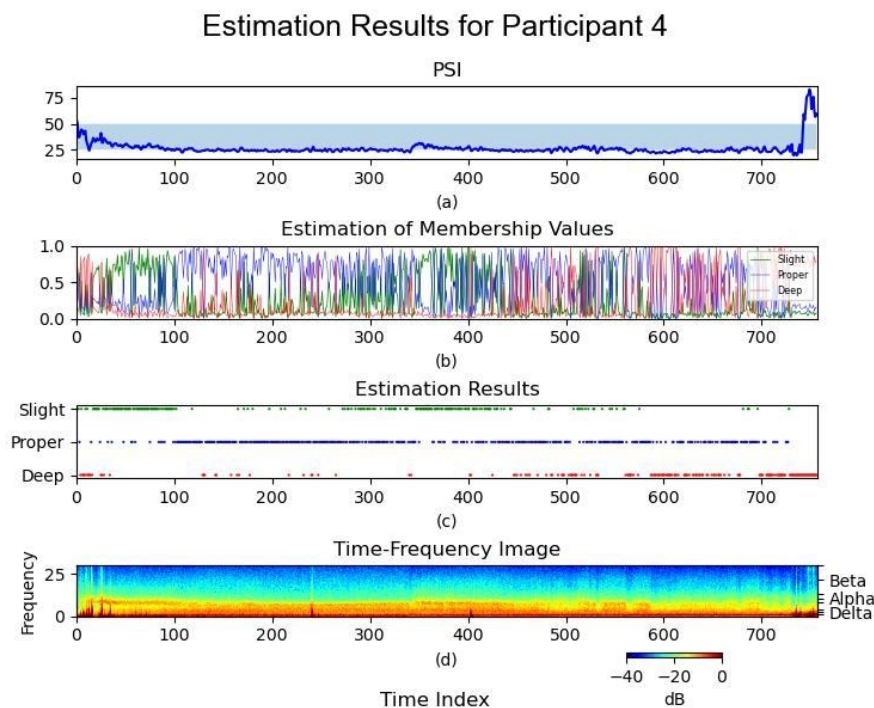 Estimation Results for Participant 4
PSI
75
50
25
0 100 200 300 400 500 600 700
(a)
Estimation of Membership Values
1.0
0.5
0.0
Slight
Proper
Deep
0 100 200 300 400 500 600 700
(b)
Estimation Results
Slight
Proper
Deep
0 100 200 300 400 500 600 700
(c)
Time-Frequency Image
Frequency
25
0
Beta
Alpha
Delta
0 100 200 300 400 500 600 700
(d)
−40 −20 0
dB
Time Index